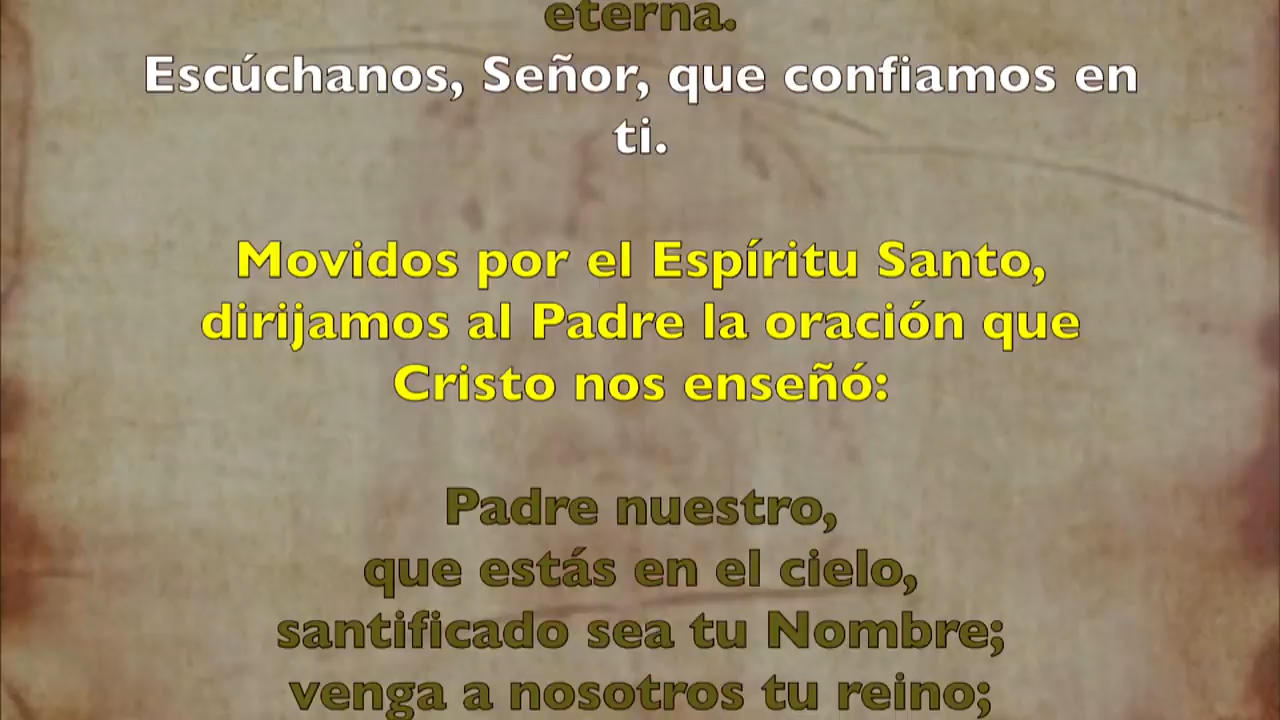 eterna.
Escúchanos, Señor, que confiamos en
ti.
Movidos por el Espíritu Santo,
dirijamos al Padre la oración que
Cristo nos enseñó:
Padre nuestro,
que estás en el cielo,
santificado sea tu Nombre;
venga a nosotros tu reino;